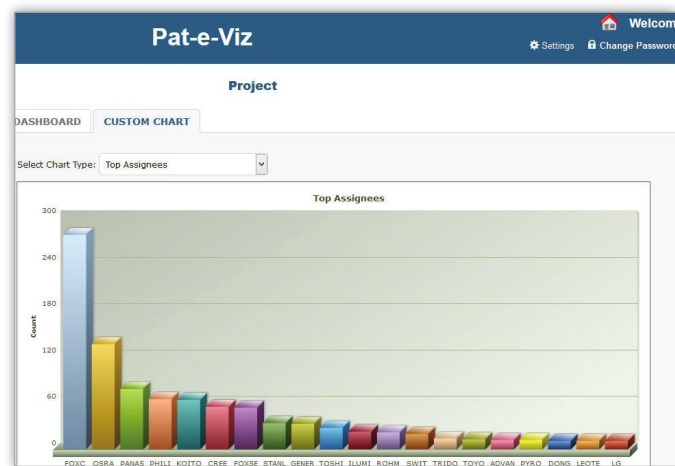 Welcom
Pat-e-Viz
Settings Change Password
Project
DASHBOARD CUSTOM CHART
Select Chart Type: Top Assignees
Top Assignees
300
240
180
120
60
0
Count
FOXC OSRA PANAS PHILI KOITO CREE FOXSE STANL GENER TOSHI ILUMI ROHM SWIT TRIDO TOYO ADVAN PYRO DONG LEOTE LG